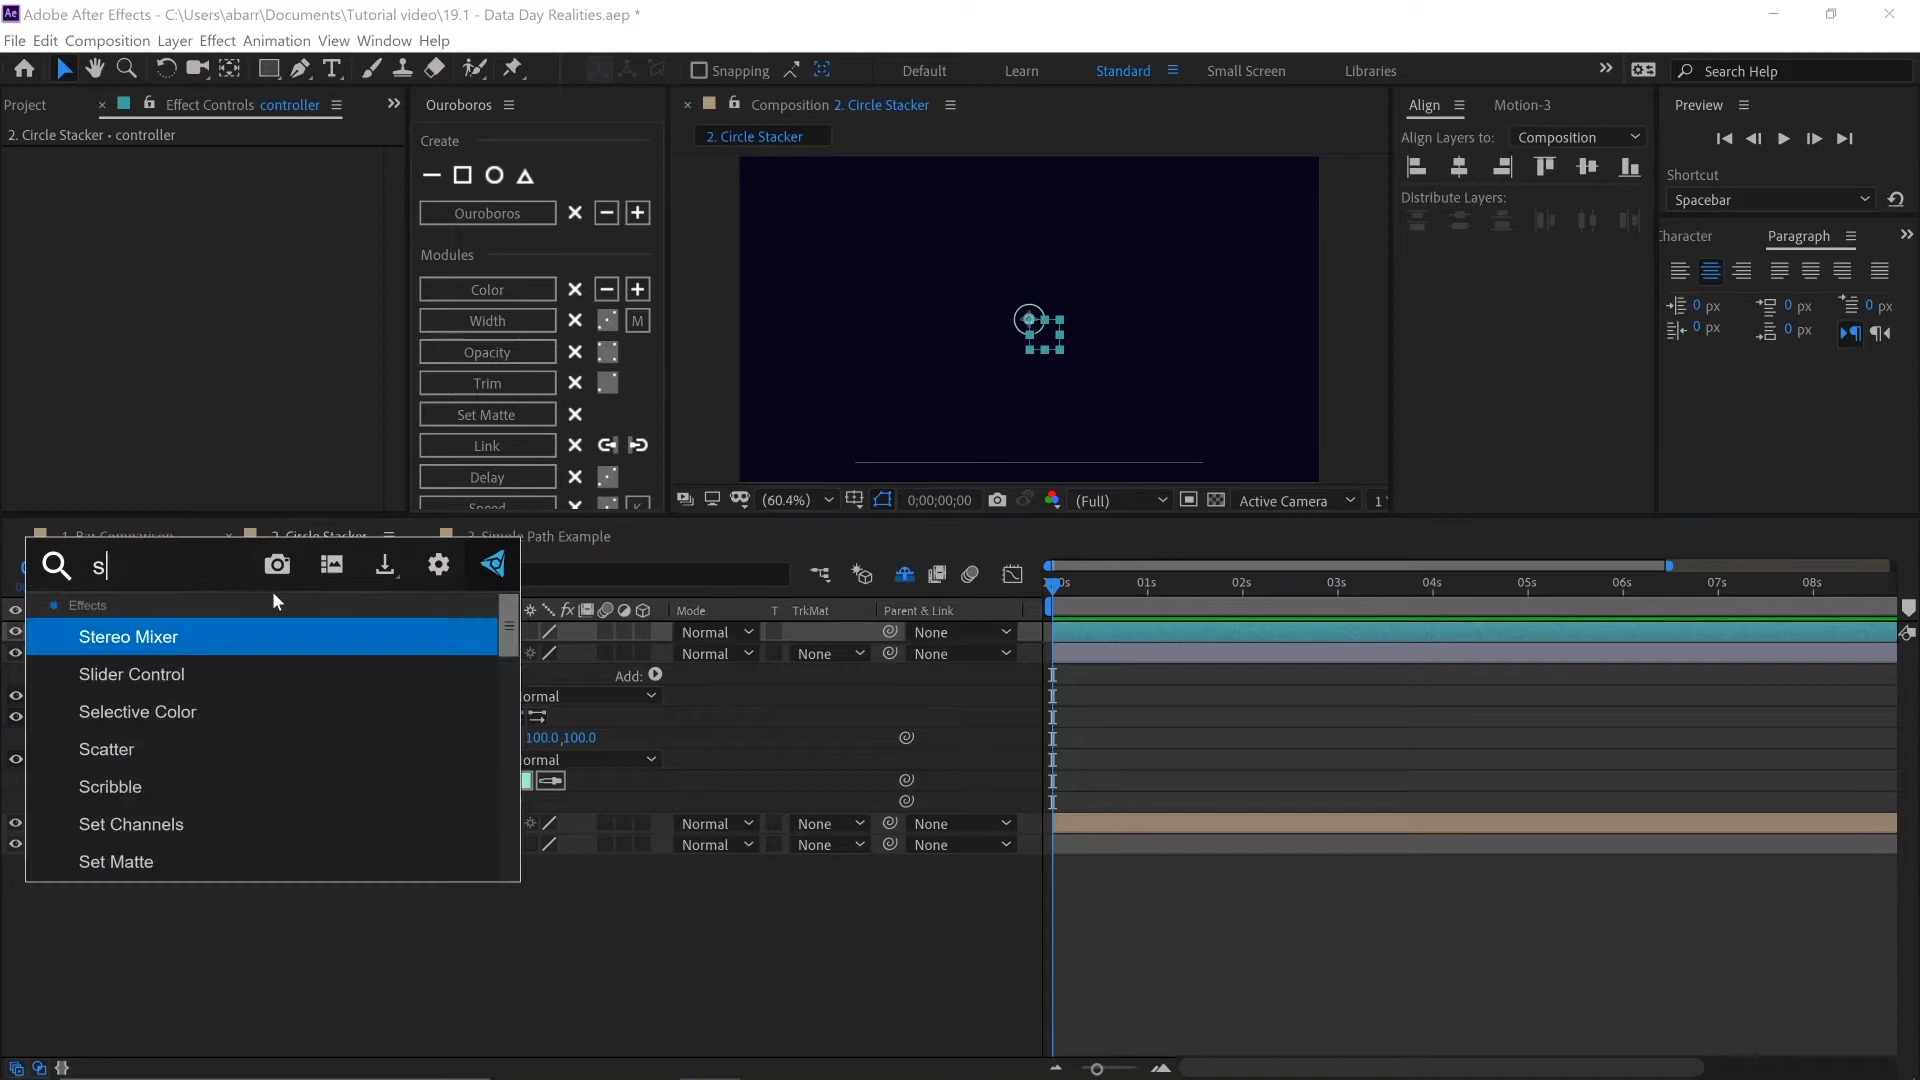 Adobe After Effects - C:\Users\abarr\Documents\Tutorial video\19.1 - Data Day Realities.aep *
File Edit Composition Layer Effect Animation View Window Help
Snapping
Default
Learn
Standard
Small Screen
Libraries
Search Help
Project
Effect Controls controller
Ouroboros
Composition 2. Circle Stacker
Align
Motion-3
Preview
2. Circle Stacker • controller
2. Circle Stacker
Align Layers to:
Composition
Create
Shortcut
Spacebar
Distribute Layers:
Ouroboros
Character
Paragraph
Modules
Color
Width
M
Opacity
Trim
Set Matte
Link
Delay
Speed
K
0 px
0 px
0 px
0 px
0 px
(60.4%)
0;00;00;00
(Full)
Active Camera
1
1. Bar Comparison
2. Circle Stacker
3. Simple Path Example
s
Effects
Stereo Mixer
Slider Control
Selective Color
Scatter
Scribble
Set Channels
Set Matte
fx
Mode
T TrkMat
Parent & Link
Normal
None
Normal
None
None
Add:
ormal
100.0,100.0
ormal
Normal
None
None
Normal
None
None
0s
01s
02s
03s
04s
05s
06s
07s
08s